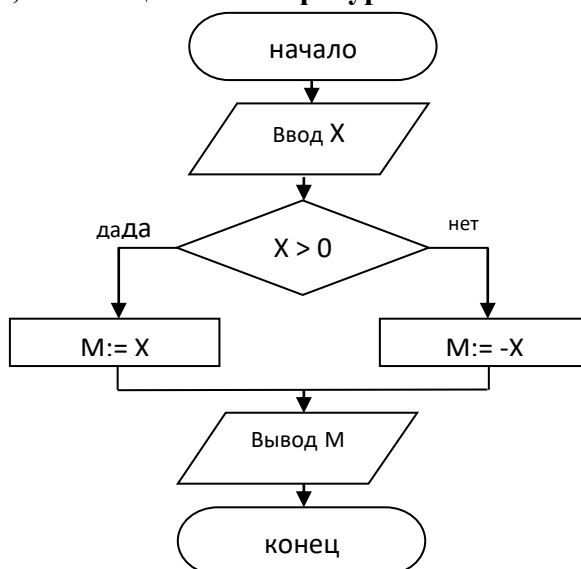 начало
Ввод X
дада
нет
X > 0
M:= X
M:= -X
Вывод М
конец